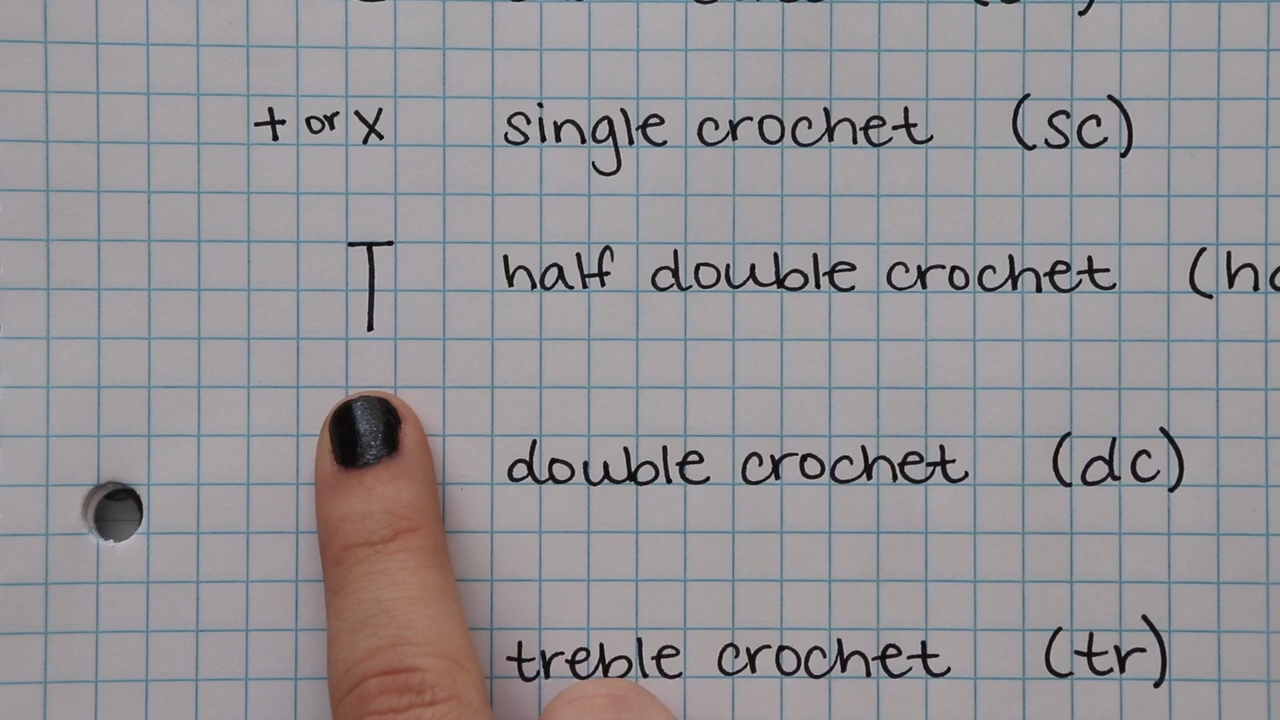 + or x single crochet (sc)
T half double crochet
double crochet (dc)
treble crochet (tr)